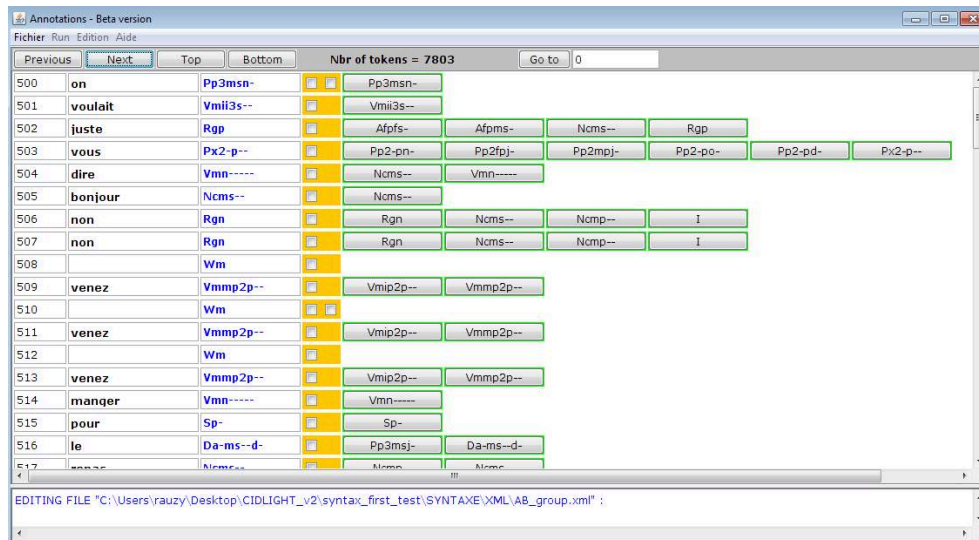 Annotations - Beta version
Fichier Run Edition Aide
Previous Next Top Bottom Nbr of tokens = 7803 Go to 0
500 on Pp3msn- Pp3msn-
501 voulait Vmii3s-- Vmii3s--
502 juste Rgp Afpfs- Afpms- Ncms-- Rgp
503 vous Px2-p-- Pp2-pn- Pp2fpj- Pp2mpj- Pp2-po- Pp2-pd- Px2-p--
504 dire Vmn----- Ncms-- Vmn-----
505 bonjour Ncms-- Ncms--
506 non Rgn Rgn Ncms-- Ncmp-- I
507 non Rgn Rgn Ncms-- Ncmp-- I
508 Wm
509 venez Vmmp2p-- Vmip2p-- Vmmp2p--
510 Wm
511 venez Vmmp2p-- Vmip2p-- Vmmp2p--
512 Wm
513 venez Vmmp2p-- Vmip2p-- Vmmp2p--
514 manger Vmn----- Vmn-----
515 pour Sp- Sp-
516 le Da-ms--d- Pp3msj- Da-ms--d-
517 repas Ncms-- Ncmp Ncms
EDITING FILE "C:\Users\rauzy\Desktop\CIDLIGHT_v2\syntax_first_test\SYNTAXE\XML\AB_group.xml" :